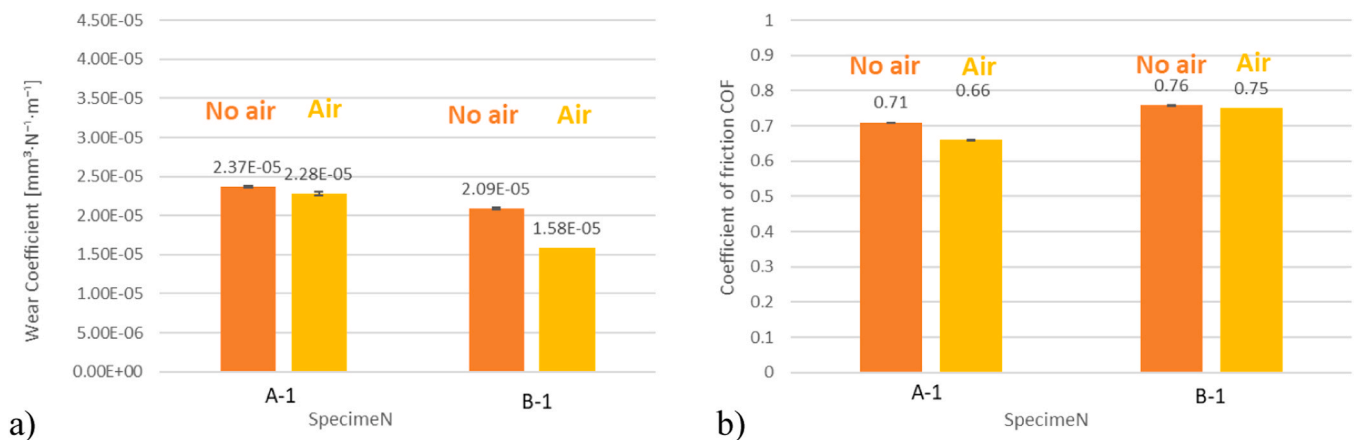 4.50E-05
4.00E-05
3.50E-05
3.00E-05
2.50E-05
2.00E-05
1.50E-05
1.00E-05
5.00E-06
0.00E+00
Wear Coefficient [mm³·N⁻¹·m⁻¹]
No air Air
No air Air
2.37E-05
2.28E-05
2.09E-05
1.58E-05
A-1 B-1
SpecimeN
a)
1
0.9
0.8
0.7
0.6
0.5
0.4
0.3
0.2
0.1
0
Coefficient of friction COF
No air Air
No air Air
0.71
0.66
0.76
0.75
A-1 B-1
SpecimeN
b)